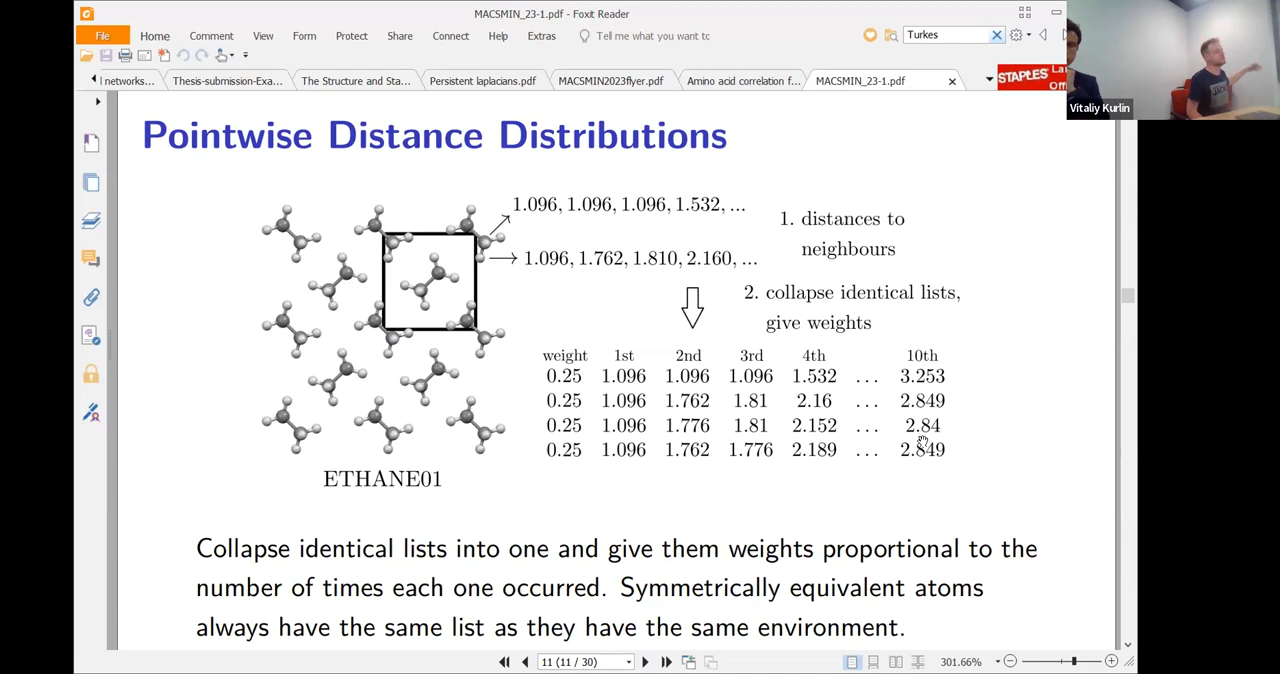 MACSMIN_23-1.pdf - Foxit Reader
File Home Comment View Form Protect Share Connect Help Extras Tell me what you want tc Turkes
l networks... Thesis-submission-Exa... The Structure and Sta... Persistent laplacians.pdf MACSMIN2023flyer.pdf Amino acid correlation f... MACSMIN_23-1.pdf
STAPLES
Vitaliy Kurlin
Pointwise Distance Distributions
1.096, 1.096, 1.096, 1.532, ...
1. distances to
neighbours
1.096, 1.762, 1.810, 2.160, ...
2. collapse identical lists,
give weights
weight 1st 2nd 3rd 4th 10th
0.25 1.096 1.096 1.096 1.532 ... 3.253
0.25 1.096 1.762 1.81 2.16 ... 2.849
0.25 1.096 1.776 1.81 2.152 ... 2.84
0.25 1.096 1.762 1.776 2.189 ... 2.849
ETHANE01
Collapse identical lists into one and give them weights proportional to the
number of times each one occurred. Symmetrically equivalent atoms
always have the same list as they have the same environment.
11 (11 / 30) 301.66%